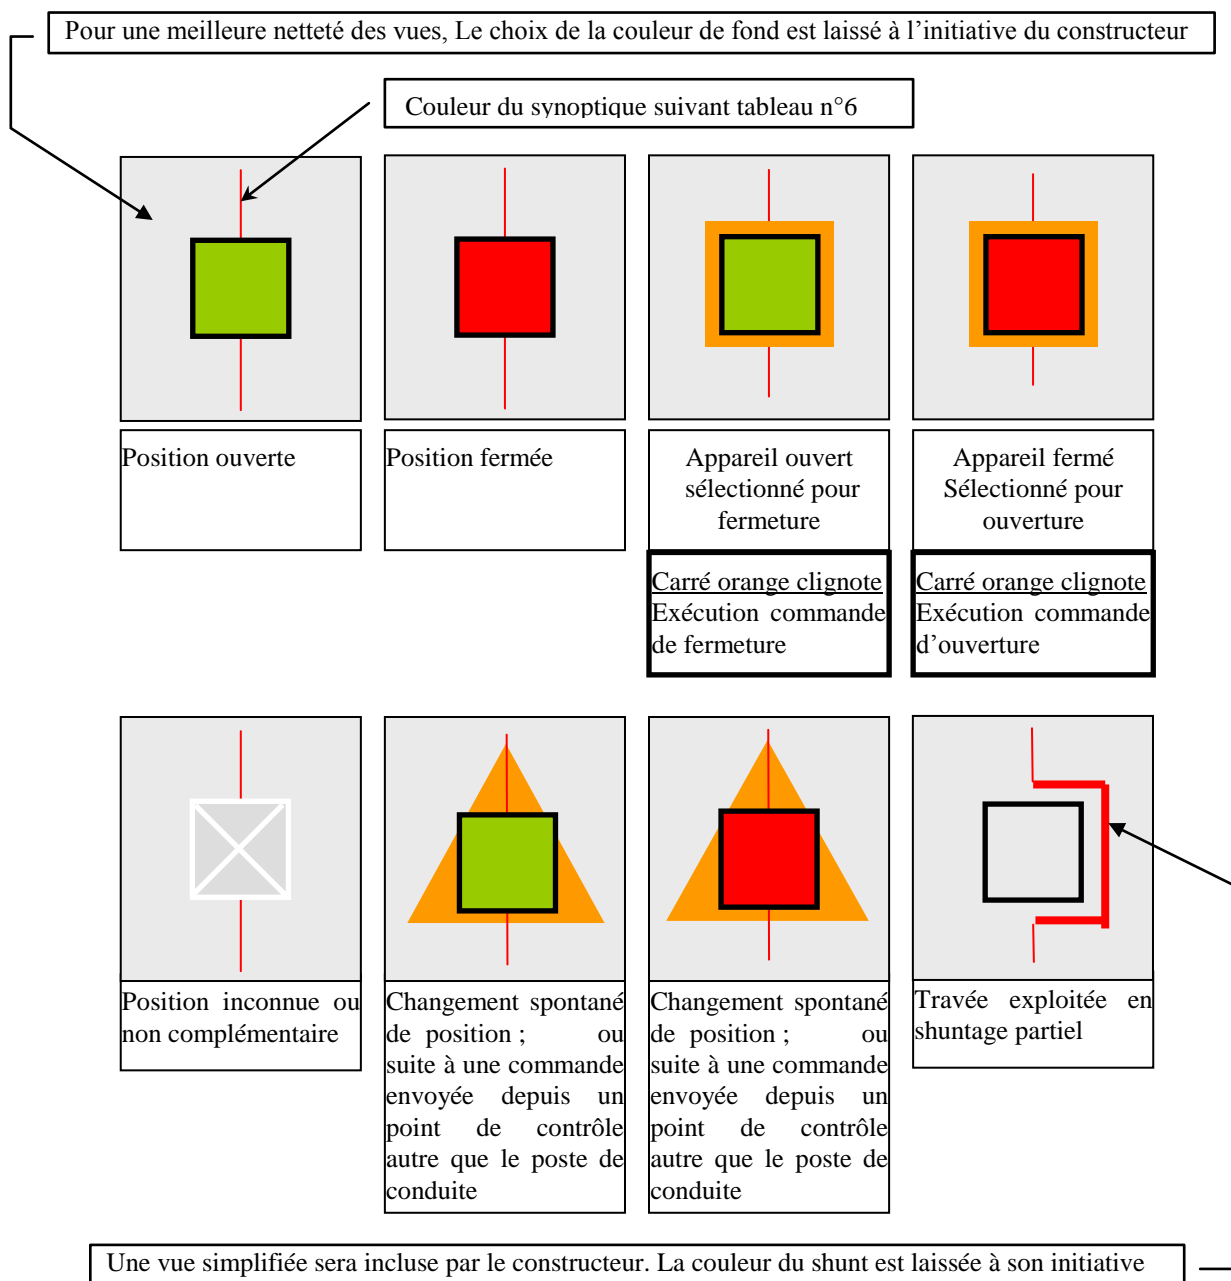 Pour une meilleure netteté des vues, Le choix de la couleur de fond est laissé à l’initiative du constructeur
Couleur du synoptique suivant tableau n°6
Position ouverte
Position fermée
Appareil ouvert
sélectionné pour
fermeture
Appareil fermé
Sélectionné pour
ouverture
Carré orange clignote
Exécution commande
de fermeture
Carré orange clignote
Exécution commande
d’ouverture
Position inconnue ou
non complémentaire
Changement spontané
de position ; ou
suite à une commande
envoyée depuis un
point de contrôle
autre que le poste de
conduite
Changement spontané
de position ; ou
suite à une commande
envoyée depuis un
point de contrôle
autre que le poste de
conduite
Travée exploitée en
shuntage partiel
Une vue simplifiée sera incluse par le constructeur. La couleur du shunt est laissée à son initiative